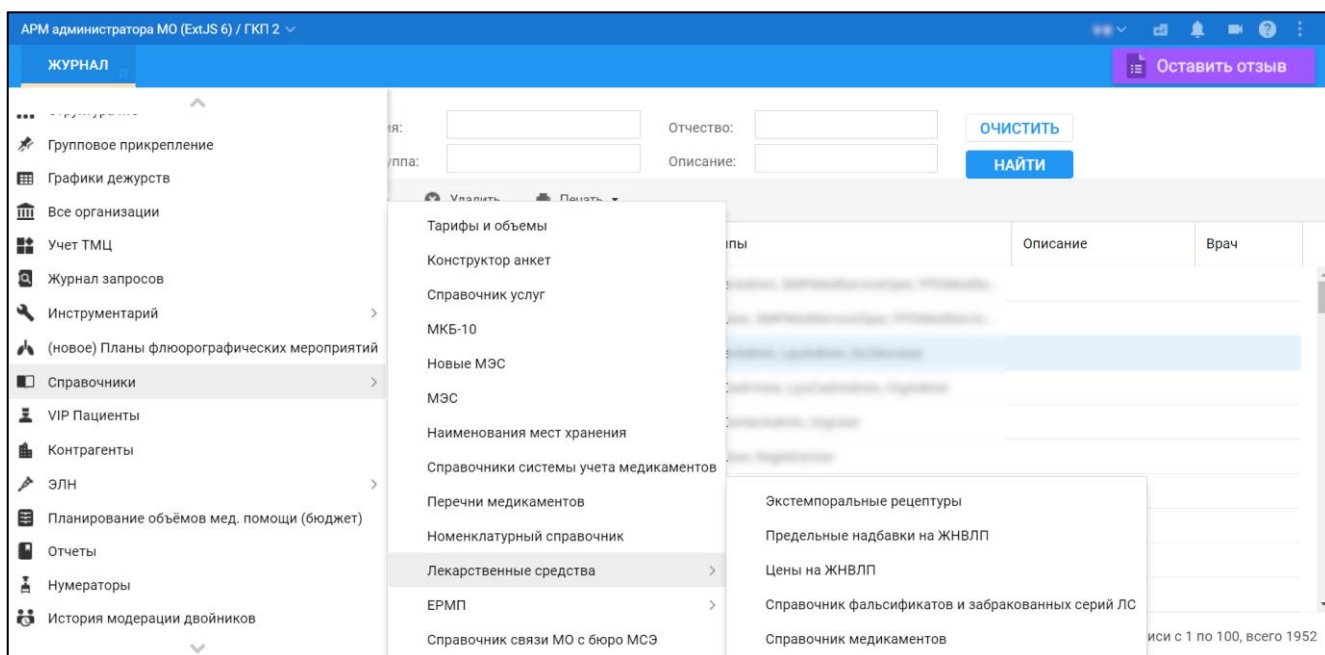 АРМ администратора МО (ExtJS 6) / ГКП 2
ЖУРНАЛ
Оставить отзыв
Групповое прикрепление
Графики дежурств
Все организации
Учет ТМЦ
Журнал запросов
Инструментарий
(новое) Планы флюорографических мероприятий
Справочники
VIP Пациенты
Контрагенты
ЭЛН
Планирование объёмов мед. помощи (бюджет)
Отчеты
Нумераторы
История модерации двойников
ия:
Отчество:
ОЧИСТИТЬ
уппа:
Описание:
НАЙТИ
Удалить
Печать
ппы
Описание
Врач
Тарифы и объемы
Конструктор анкет
Справочник услуг
МКБ-10
Новые МЭС
МЭС
Наименования мест хранения
Справочники системы учета медикаментов
Перечни медикаментов
Номенклатурный справочник
Лекарственные средства
ЕРМП
Справочник связи МО с бюро МСЭ
Экстемпоральные рецептуры
Предельные надбавки на ЖНВЛП
Цены на ЖНВЛП
Справочник фальсификатов и забракованных серий ЛС
Справочник медикаментов
иси с 1 по 100, всего 1952